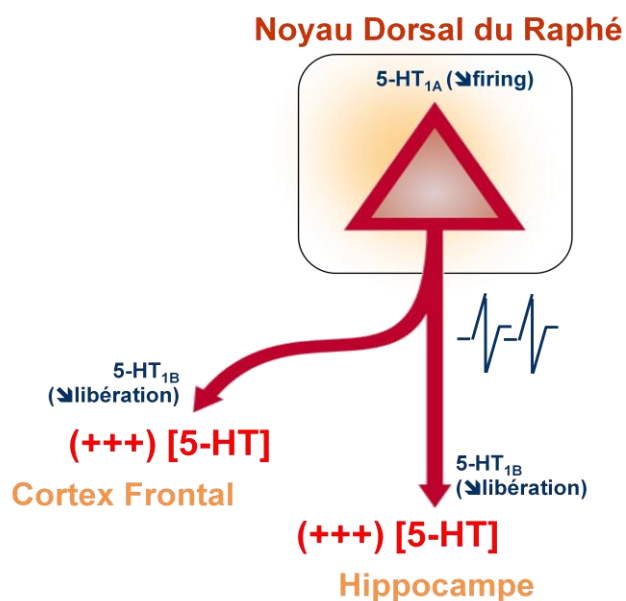 Noyau Dorsal du Raphé
5-HT1A (↘firing)
5-HT1B
(↘libération)
(+++) [5-HT]
Cortex Frontal
5-HT1B
(↘libération)
(+++) [5-HT]
Hippocampe